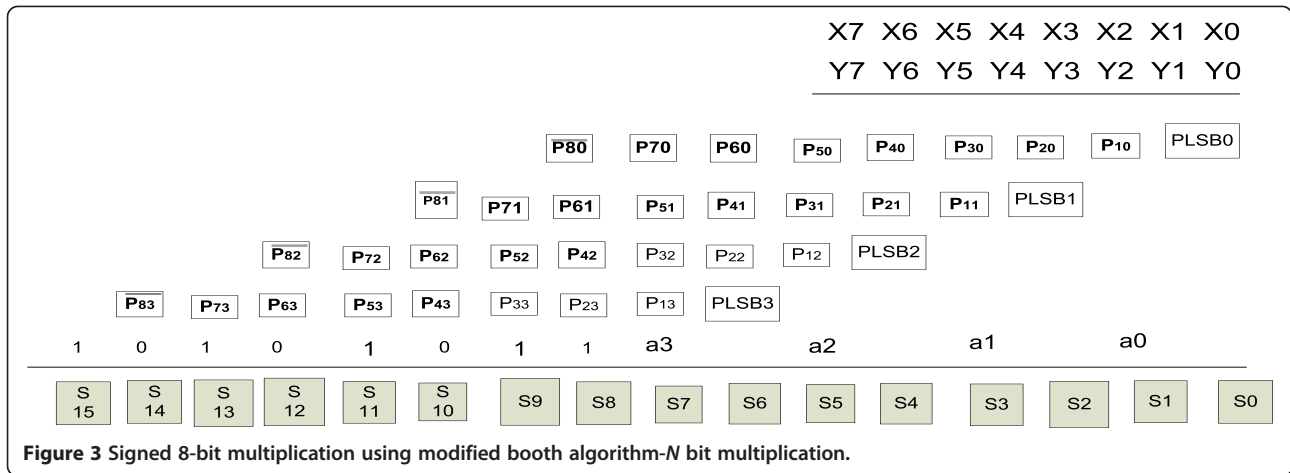 X7 X6 X5 X4 X3 X2 X1 X0
Y7 Y6 Y5 Y4 Y3 Y2 Y1 Y0
P80 P70 P60 P50 P40 P30 P20 P10 PLSB0
P81 P71 P61 P51 P41 P31 P21 P11 PLSB1
P82 P72 P62 P52 P42 P32 P22 P12 PLSB2
P83 P73 P63 P53 P43 P33 P23 P13 PLSB3
1 0 1 0 1 0 1 1 a3 a2 a1 a0
S15 S14 S13 S12 S11 S10 S9 S8 S7 S6 S5 S4 S3 S2 S1 S0
Figure 3 Signed 8-bit multiplication using modified booth algorithm-N bit multiplication.